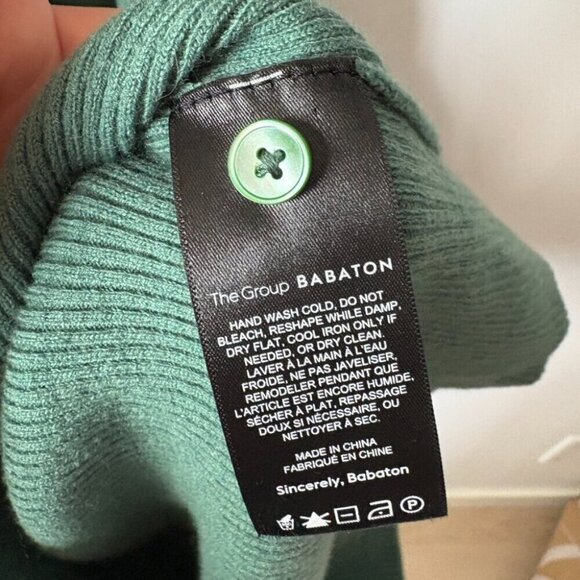 The Group BABATON
HAND WASH COLD, DO NOT
BLEACH, RESHAPE WHILE DAMP,
DRY FLAT, COOL IRON ONLY IF
NEEDED, OR DRY CLEAN.
LAVER À LA MAIN À L'EAU
FROIDE, NE PAS JAVELISER,
REMODELER PENDANT QUE
L'ARTICLE EST ENCORE HUMIDE,
SÉCHER À PLAT, REPASSAGE
DOUX SI NÉCESSAIRE, OU
NETTOYER À SEC.
MADE IN CHINA
FABRIQUÉ EN CHINE
Sincerely, Babaton
P